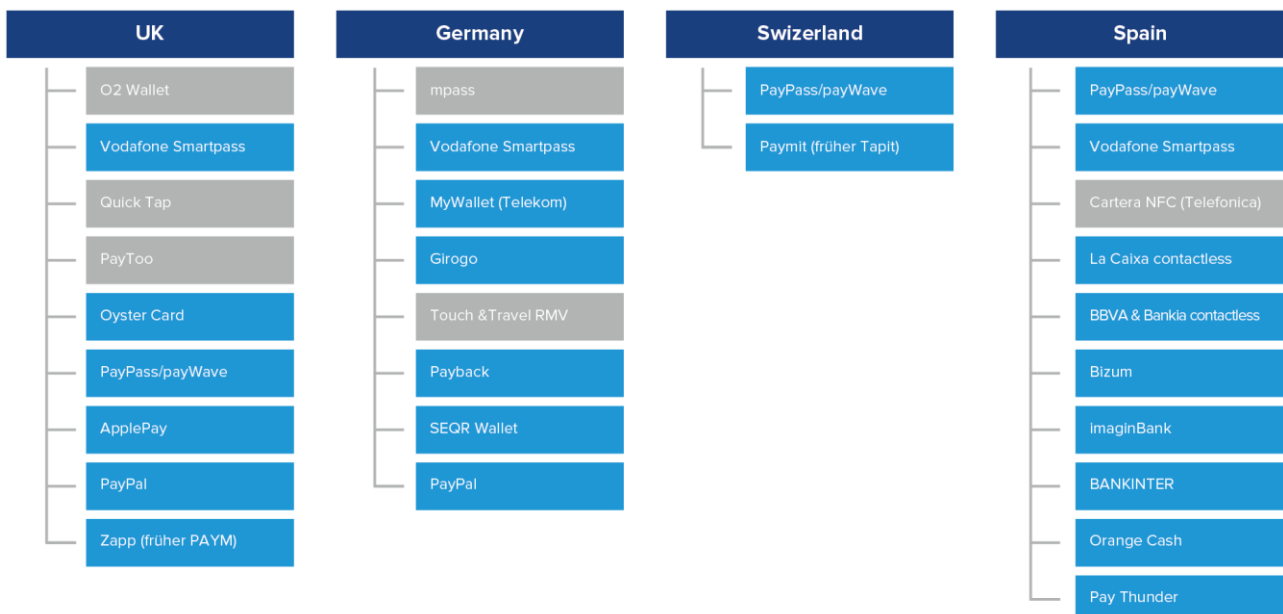 UK
O2 Wallet
Vodafone Smartpass
Quick Tap
PayToo
Oyster Card
PayPass/payWave
ApplePay
PayPal
Zapp (früher PAYM)
Germany
mpass
Vodafone Smartpass
MyWallet (Telekom)
Girogo
Touch &Travel RMV
Payback
SEQR Wallet
PayPal
Swizerland
PayPass/payWave
Paymit (früher Tapit)
Spain
PayPass/payWave
Vodafone Smartpass
Cartera NFC (Telefonica)
La Caixa contactless
BBVA & Bankia contactless
Bizum
imaginBank
BANKINTER
Orange Cash
Pay Thunder